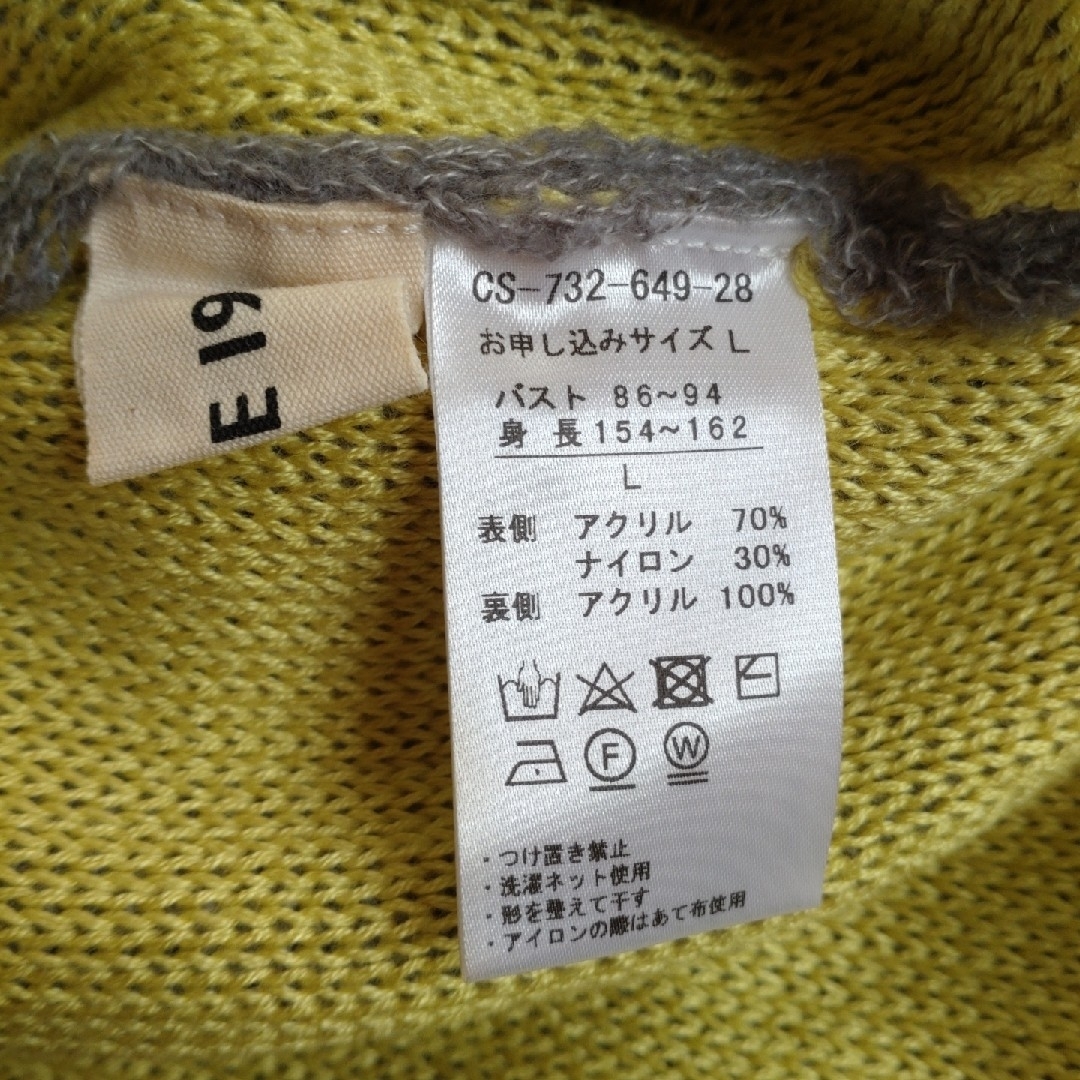 E 19
CS-732-649-28
お申し込みサイズ L
バスト 86~94
身 長 154~162
L
表側 アクリル 70%
ナイロン 30%
裏側 アクリル 100%
F W
・つけ置き禁止
・洗濯ネット使用
・形を整えて干す
・アイロンの際はあて布使用